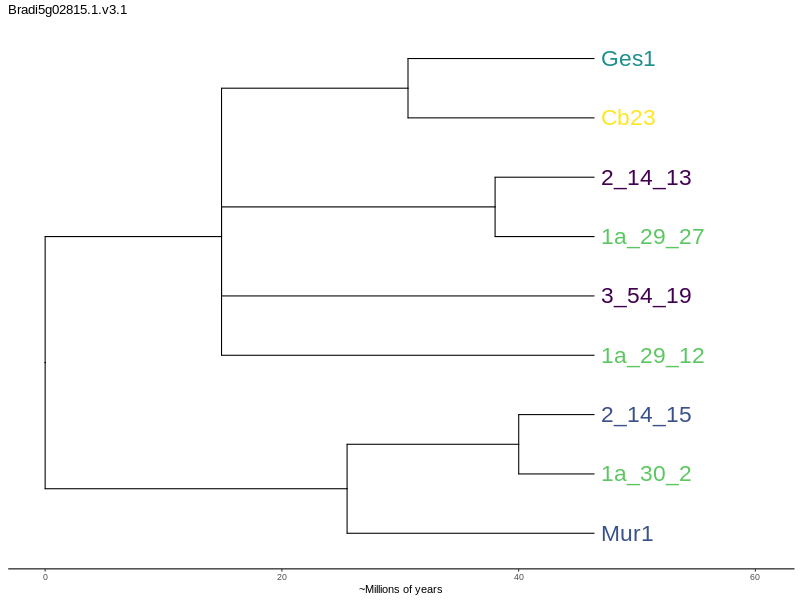 Bradi5g02815.1.v3.1
Ges1
Cb23
2_14_13
1a_29_27
3_54_19
1a_29_12
2_14_15
1a_30_2
Mur1
0 20 40 60
~Millions of years